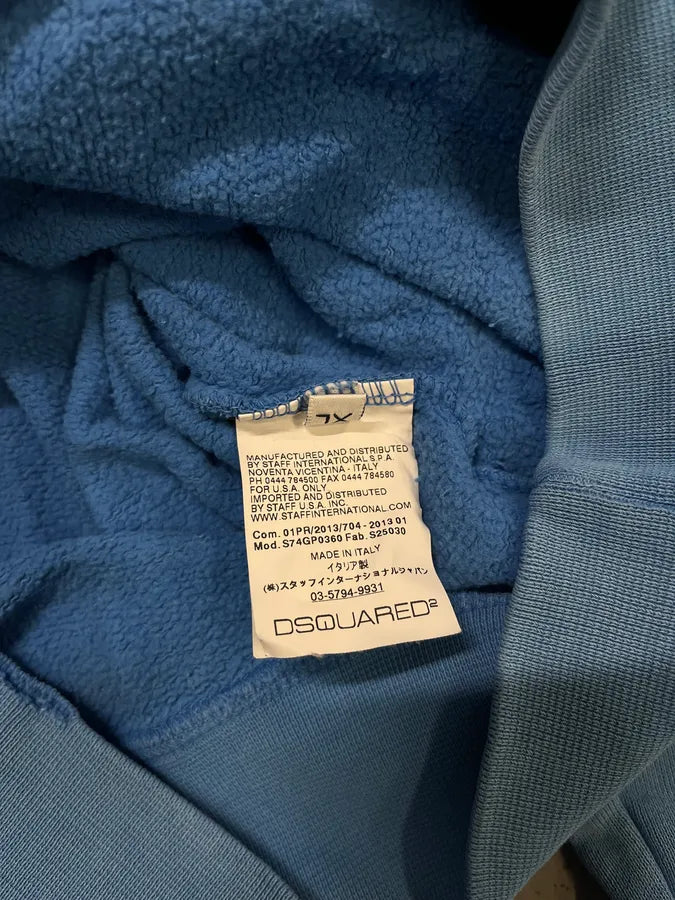 XL
MANUFACTURED AND DISTRIBUTED
BY STAFF INTERNATIONAL S.P.A.
NOVENTA VICENTINA - ITALY
PH 0444 784500 FAX 0444 784580
FOR U.S.A. ONLY
IMPORTED AND DISTRIBUTED
BY STAFF U.S.A. INC.
WWW.STAFFINTERNATIONAL.COM
Com. 01PR/2013/704 - 2013 01
Mod. S74GP0360 Fab. S25030
MADE IN ITALY
イタリア製
(株)スタッフインターナショナルジャパン
03-5794-9931
DSQUARED²